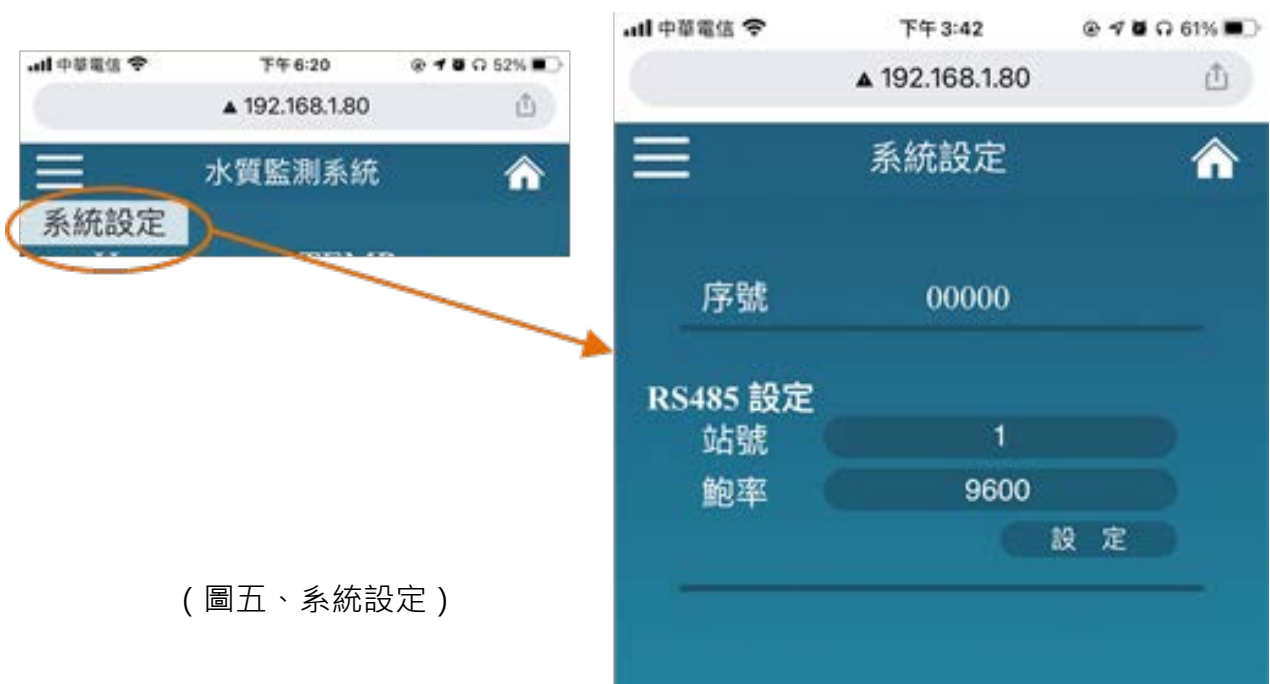 中華電信 下午 6:20 52%
192.168.1.80
水質監測系統
系統設定
中華電信 下午 3:42 61%
192.168.1.80
系統設定
序號 00000
RS485 設定
站號 1
鮑率 9600
設 定
(圖五、系統設定)